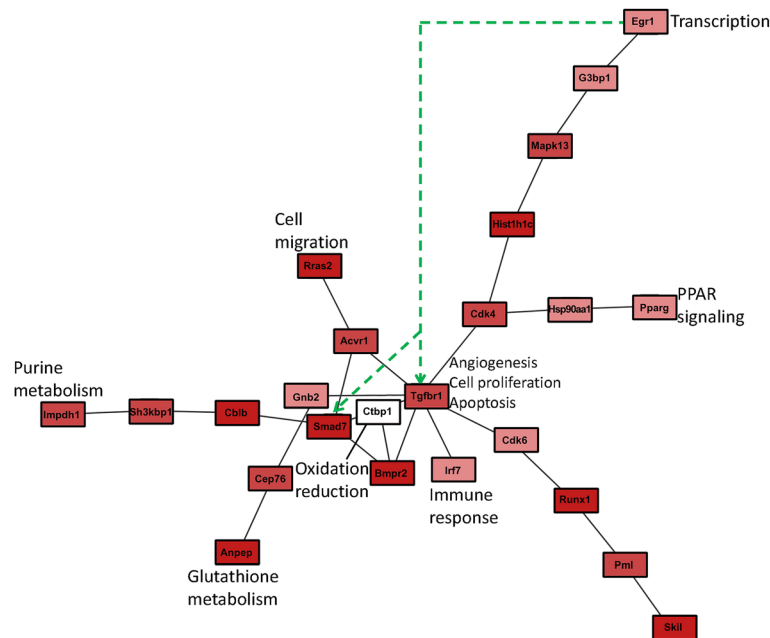 Egr1
Transcription
G3bp1
Mapk13
Hist1h1c
Cell
migration
Rras2
Cdk4
Hsp90aa1
Pparg
PPAR
signaling
Acvr1
Angiogenesis
Cell proliferation
Apoptosis
Purine
metabolism
Impdh1
Sh3kbp1
Cblb
Gnb2
Tgfbr1
Ctbp1
Smad7
Cdk6
Oxidation
reduction
Bmpr2
Irf7
Immune
response
Cep76
Runx1
Anpep
Glutathione
metabolism
Pml
Skil